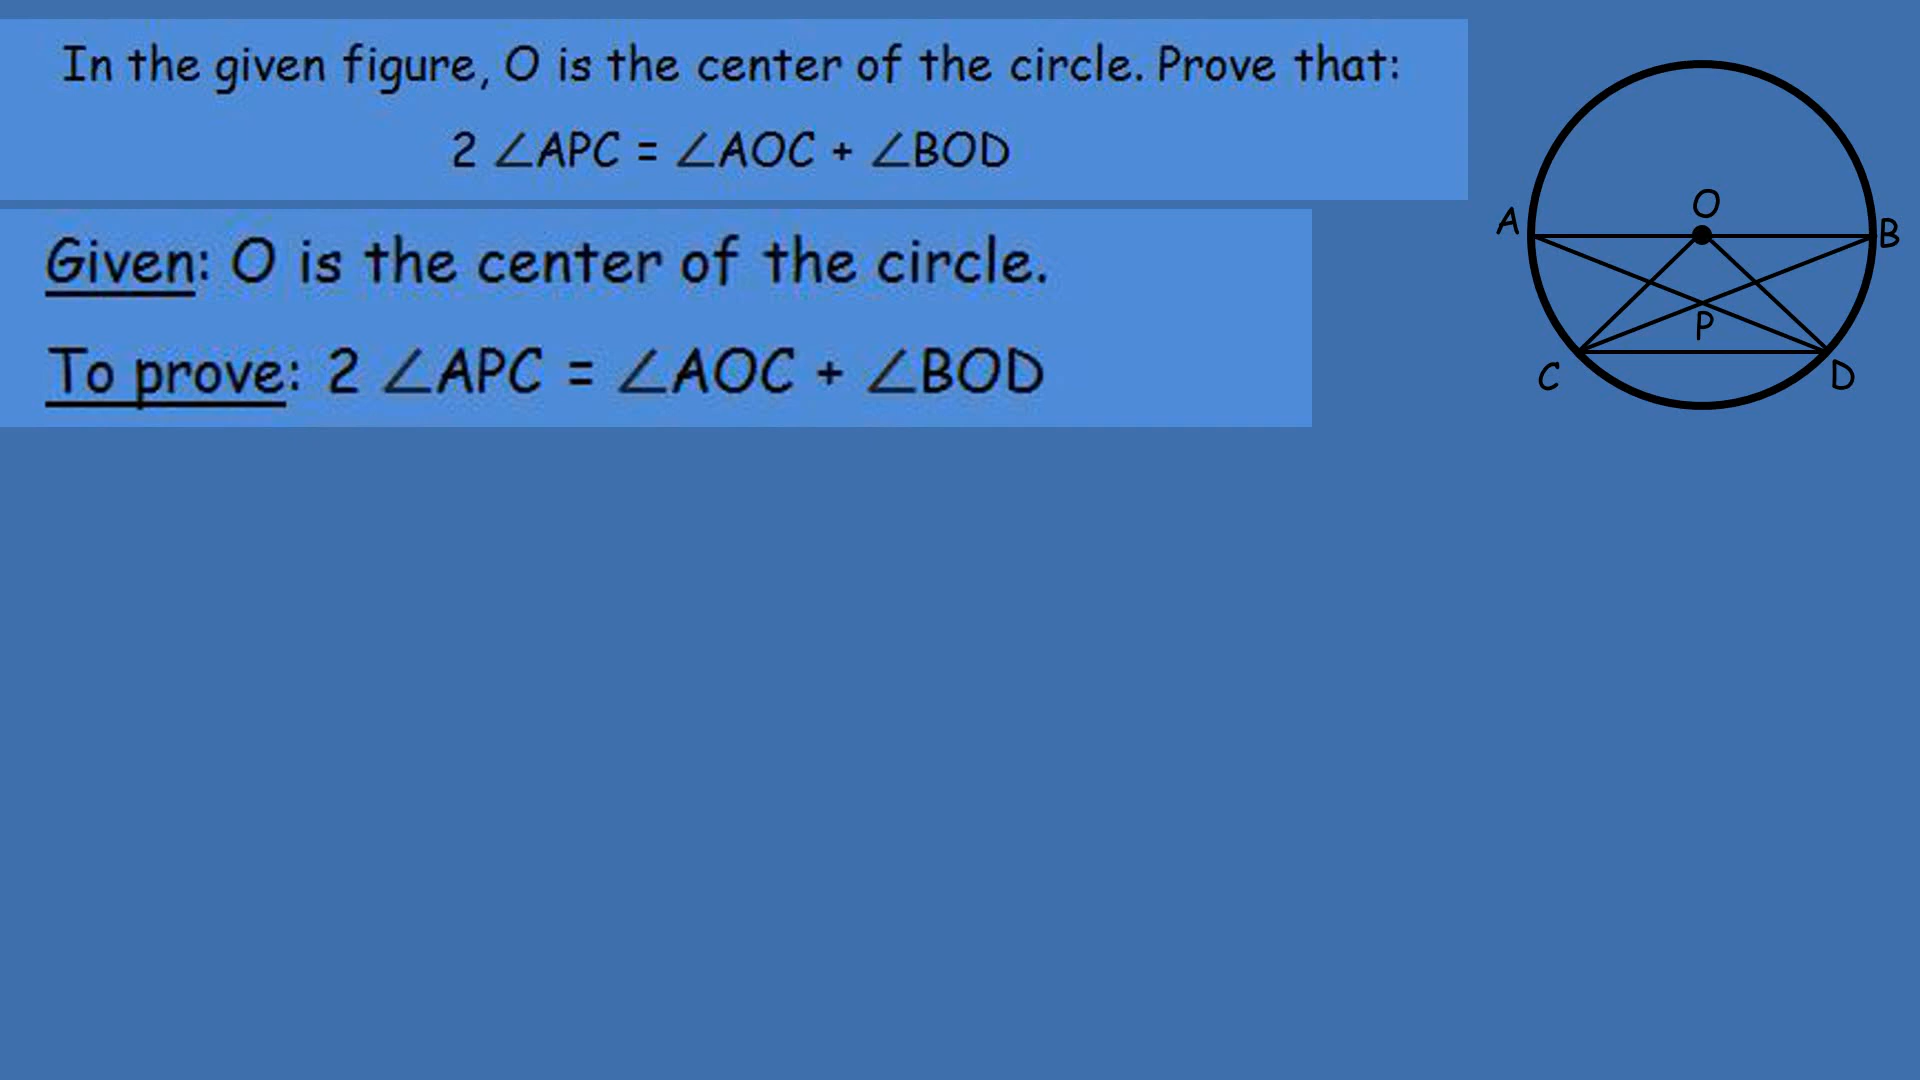 In the given figure, O is the center of the circle. Prove that:
2 ∠APC = ∠AOC + ∠BOD
Given: O is the center of the circle.
To prove: 2 ∠APC = ∠AOC + ∠BOD
O
A
B
P
C
D